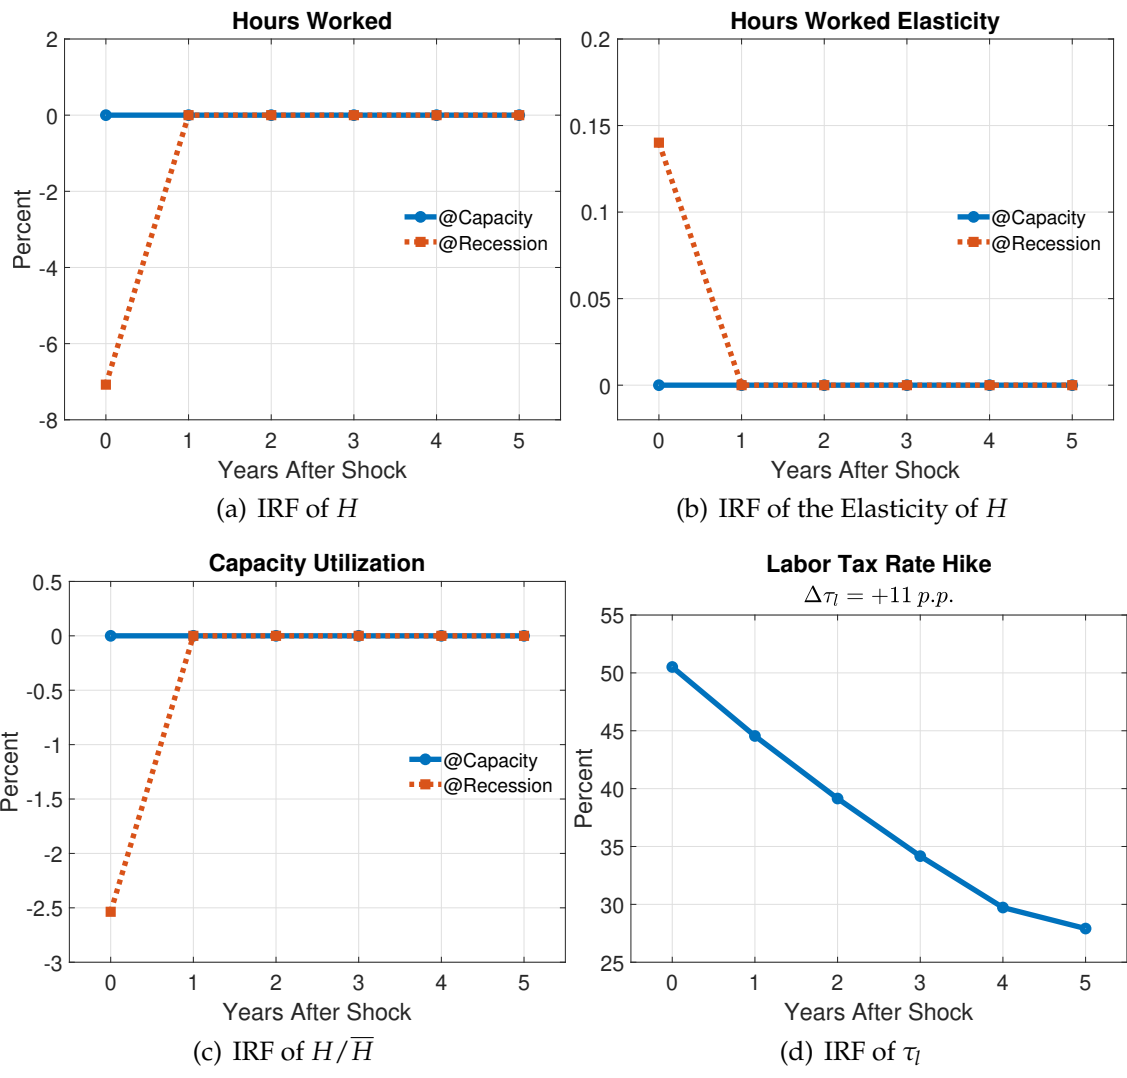 Hours Worked
2
0
-2
-4
-6
-8
Percent
@Capacity
@Recession
0 1 2 3 4 5
Years After Shock
(a) IRF of H
Hours Worked Elasticity
0.2
0.15
0.1
0.05
0
@Capacity
@Recession
0 1 2 3 4 5
Years After Shock
(b) IRF of the Elasticity of H
Capacity Utilization
0.5
0
-0.5
-1
-1.5
-2
-2.5
-3
Percent
@Capacity
@Recession
0 1 2 3 4 5
Years After Shock
(c) IRF of H/H̅
Labor Tax Rate Hike
Δτ_l = +11 p.p.
55
50
45
40
35
30
25
Percent
0 1 2 3 4 5
Years After Shock
(d) IRF of τ_l